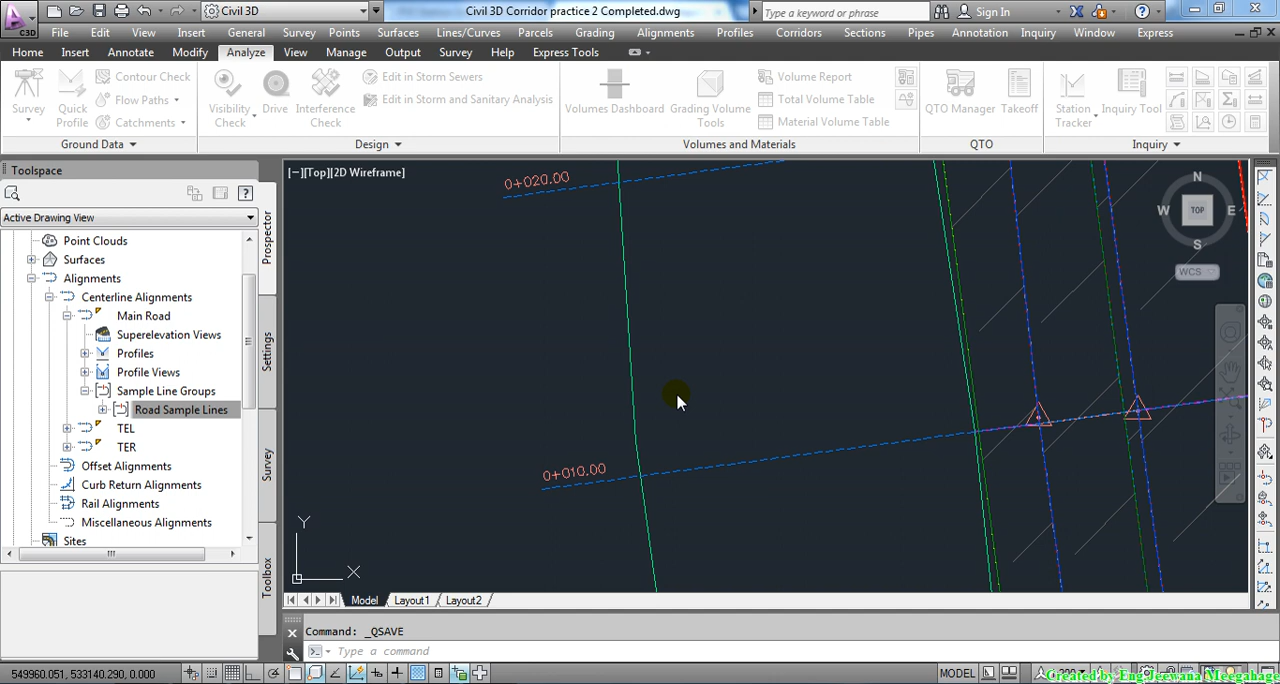 Civil 3D
Civil 3D Corridor practice 2 Completed.dwg
Type a keyword or phrase
Sign In
C3D
File Edit View Insert General Survey Points Surfaces Lines/Curves Parcels Grading Alignments Profiles Corridors Sections Pipes Annotation Inquiry Window Express
Home Insert Annotate Modify Analyze View Manage Output Survey Help Express Tools
Survey
Quick Profile
Contour Check
Flow Paths
Catchments
Visibility Check
Drive
Interference Check
Edit in Storm Sewers
Edit in Storm and Sanitary Analysis
Volumes Dashboard
Grading Volume Tools
Volume Report
Total Volume Table
Material Volume Table
QTO Manager
Takeoff
Station Tracker
Inquiry Tool
Ground Data
Design
Volumes and Materials
QTO
Inquiry
Toolspace
Active Drawing View
Point Clouds
Surfaces
Alignments
Centerline Alignments
Main Road
Superelevation Views
Profiles
Profile Views
Sample Line Groups
Road Sample Lines
TEL
TER
Offset Alignments
Curb Return Alignments
Rail Alignments
Miscellaneous Alignments
Sites
Prospector
Settings
Survey
Toolbox
[−][Top][2D Wireframe]
0+020.00
0+010.00
N
W TOP E
S
WCS
Y
X
Model Layout1 Layout2
Command: _QSAVE
Type a command
549960.051, 533140.290, 0.000
MODEL
Created by Eng.Jeewana Meegahage